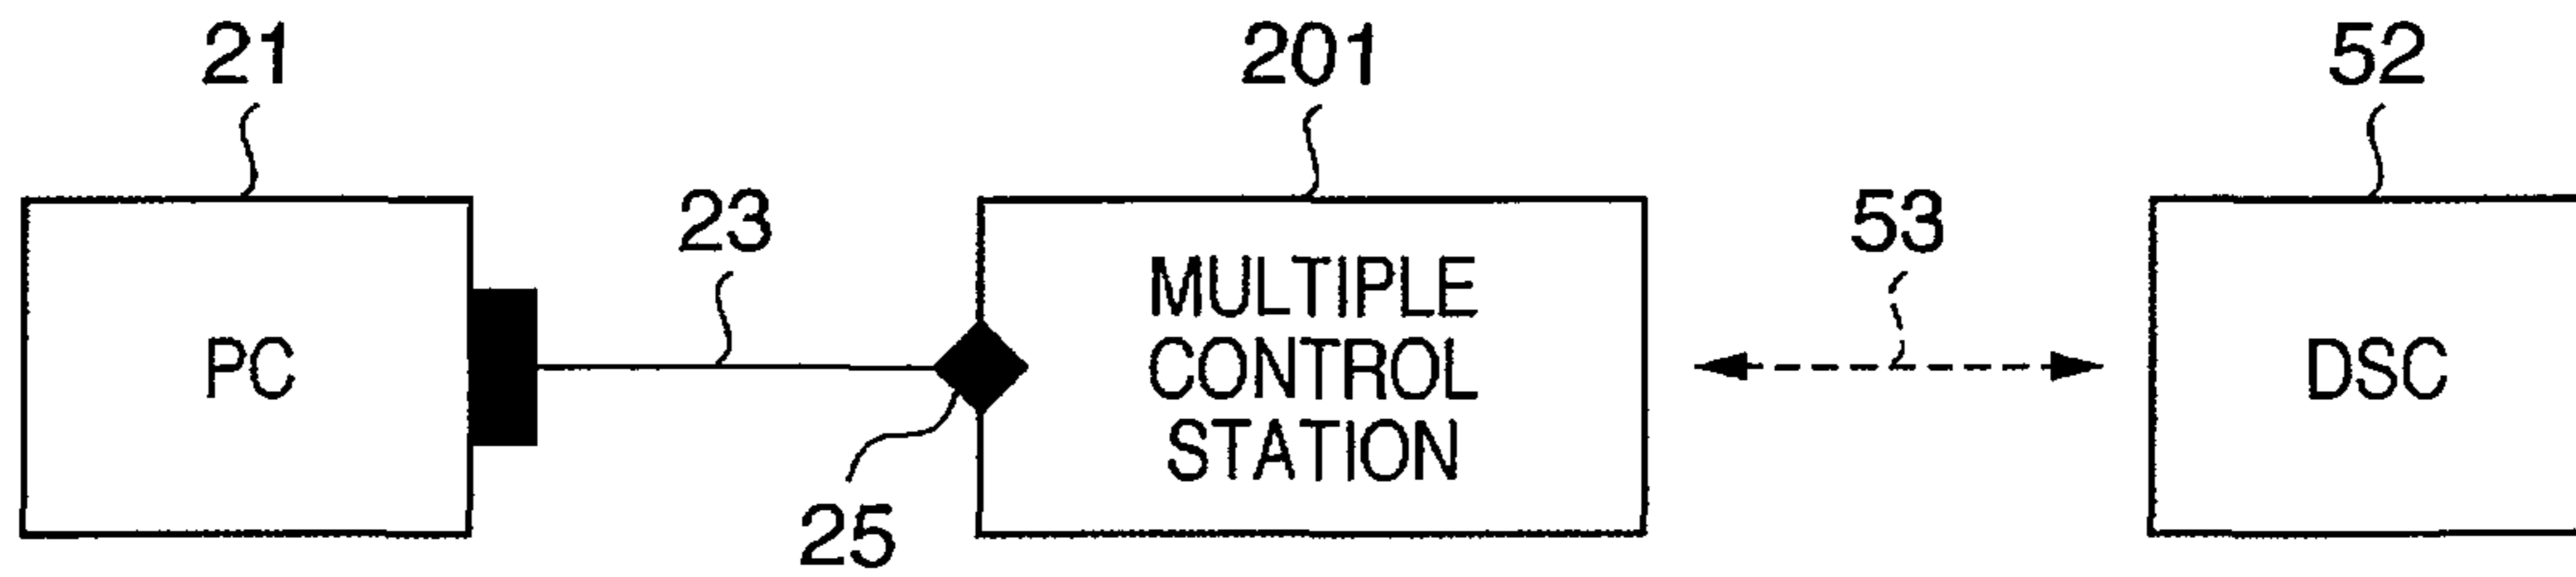 21
201
52
23
53
PC
MULTIPLE
CONTROL
STATION
DSC
25